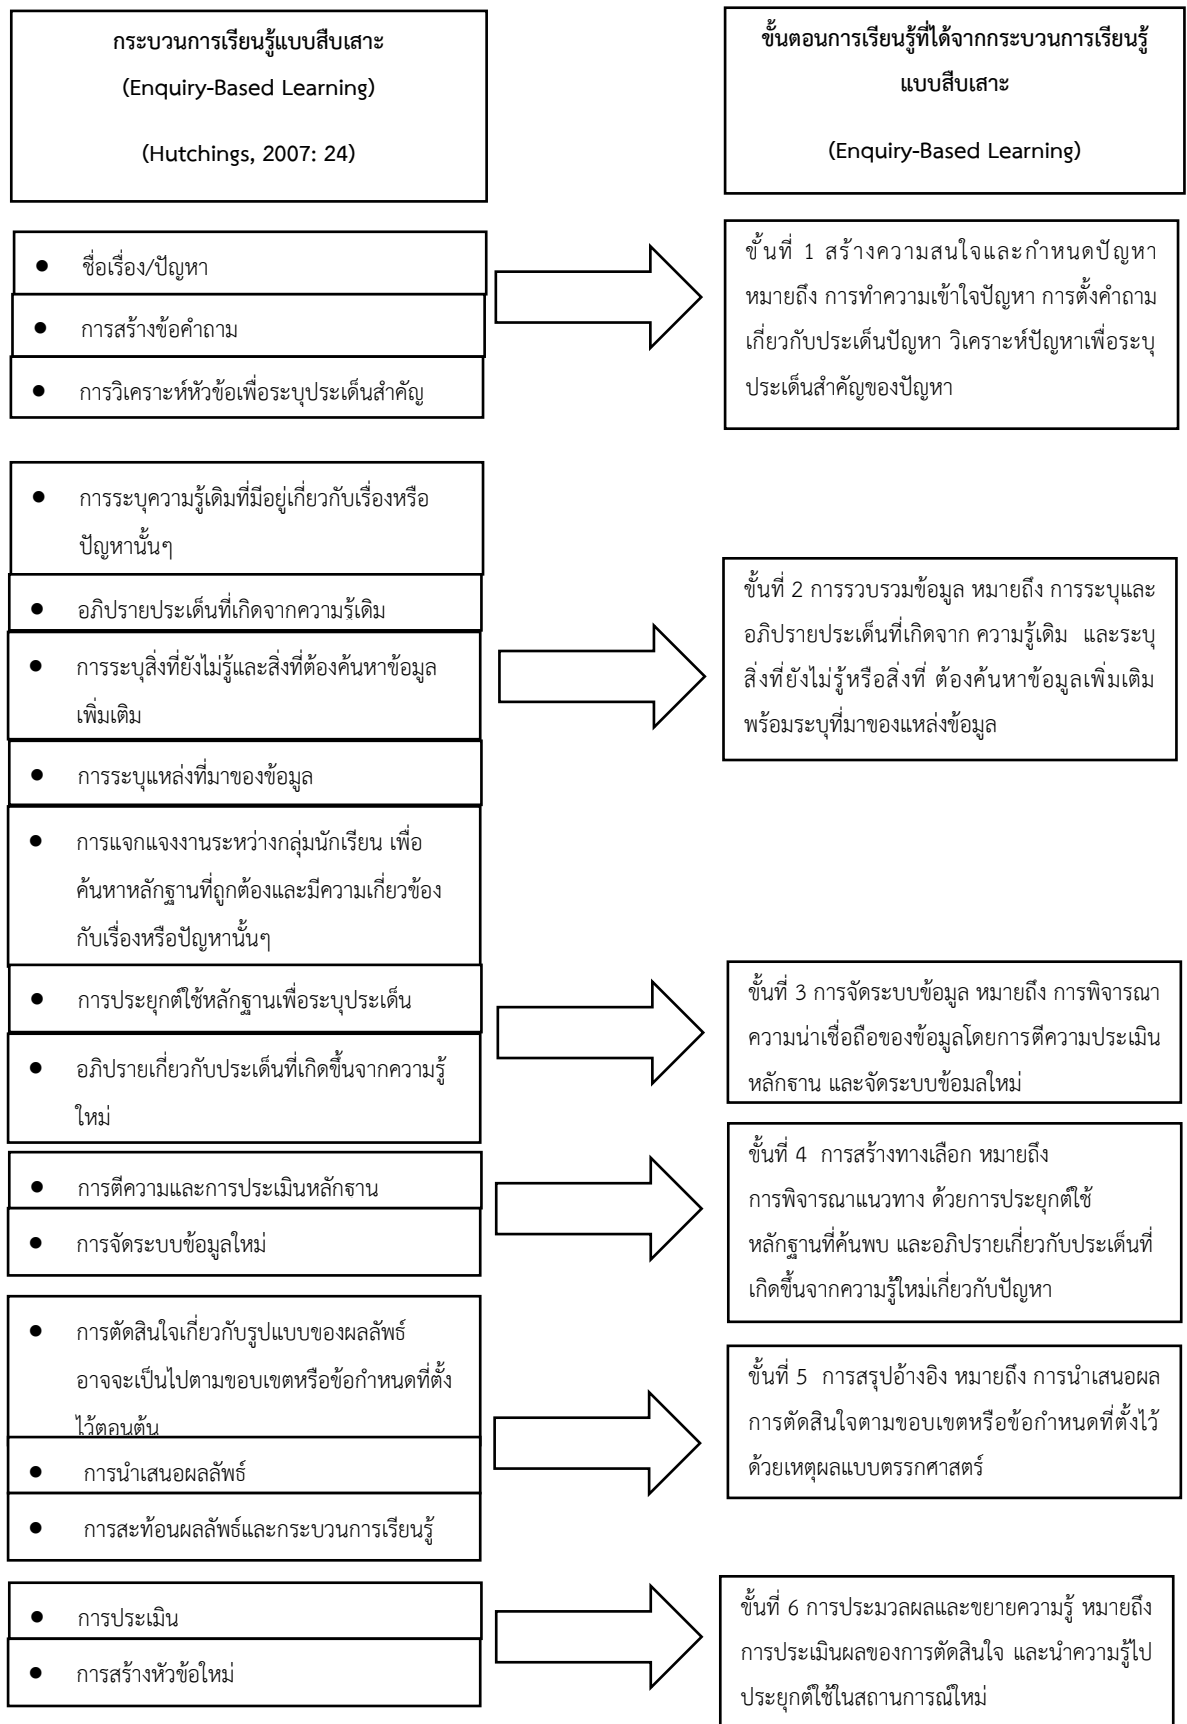 กระบวนการเรียนรู้แบบสืบเสาะ
(Enquiry-Based Learning)
(Hutchings, 2007: 24)
ขั้นตอนการเรียนรู้ที่ได้จากกระบวนการเรียนรู้
แบบสืบเสาะ
(Enquiry-Based Learning)
● ชื่อเรื่อง/ปัญหา
● การสร้างข้อคำถาม
● การวิเคราะห์หัวข้อเพื่อระบุประเด็นสำคัญ
ขั้นที่ 1 สร้างความสนใจและกำหนดปัญหา
หมายถึง การทำความเข้าใจปัญหา การตั้งคำถาม
เกี่ยวกับประเด็นปัญหา วิเคราะห์ปัญหาเพื่อระบุ
ประเด็นสำคัญของปัญหา
● การระบุความรู้เดิมที่มีอยู่เกี่ยวกับเรื่องหรือ
ปัญหานั้นๆ
● อภิปรายประเด็นที่เกิดจากความรู้เดิม
● การระบุสิ่งที่ยังไม่รู้และสิ่งที่ต้องค้นหาข้อมูล
เพิ่มเติม
● การระบุแหล่งที่มาของข้อมูล
ขั้นที่ 2 การรวบรวมข้อมูล หมายถึง การระบุและ
อภิปรายประเด็นที่เกิดจาก ความรู้เดิม และระบุ
สิ่งที่ยังไม่รู้หรือสิ่งที่ ต้องค้นหาข้อมูลเพิ่มเติม
พร้อมระบุที่มาของแหล่งข้อมูล
● การแจกแจงงานระหว่างกลุ่มนักเรียน เพื่อ
ค้นหาหลักฐานที่ถูกต้องและมีความเกี่ยวข้อง
กับเรื่องหรือปัญหานั้นๆ
● การประยุกต์ใช้หลักฐานเพื่อระบุประเด็น
● อภิปรายเกี่ยวกับประเด็นที่เกิดขึ้นจากความรู้
ใหม่
ขั้นที่ 3 การจัดระบบข้อมูล หมายถึง การพิจารณา
ความน่าเชื่อถือของข้อมูลโดยการตีความประเมิน
หลักฐาน และจัดระบบข้อมูลใหม่
● การตีความและการประเมินหลักฐาน
● การจัดระบบข้อมูลใหม่
ขั้นที่ 4 การสร้างทางเลือก หมายถึง
การพิจารณาแนวทาง ด้วยการประยุกต์ใช้
หลักฐานที่ค้นพบ และอภิปรายเกี่ยวกับประเด็นที่
เกิดขึ้นจากความรู้ใหม่เกี่ยวกับปัญหา
● การตัดสินใจเกี่ยวกับรูปแบบของผลลัพธ์
อาจจะเป็นไปตามขอบเขตหรือข้อกำหนดที่ตั้ง
ไว้ตอนต้น
● การนำเสนอผลลัพธ์
● การสะท้อนผลลัพธ์และกระบวนการเรียนรู้
ขั้นที่ 5 การสรุปอ้างอิง หมายถึง การนำเสนอผล
การตัดสินใจตามขอบเขตหรือข้อกำหนดที่ตั้งไว้
ด้วยเหตุผลแบบตรรกศาสตร์
● การประเมิน
● การสร้างหัวข้อใหม่
ขั้นที่ 6 การประมวลผลและขยายความรู้ หมายถึง
การประเมินผลของการตัดสินใจ และนำความรู้ไป
ประยุกต์ใช้ในสถานการณ์ใหม่